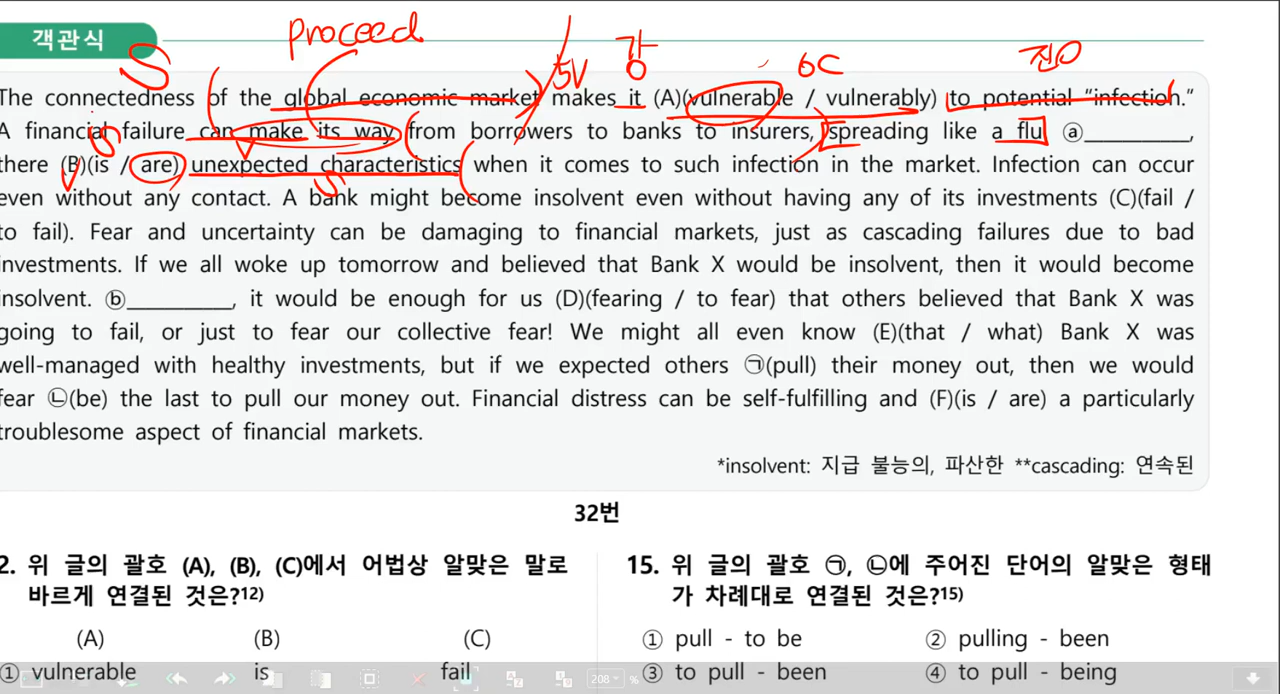 객관식
proceed
S
5V
강
oc
전o
The connectedness of the global economic market makes it (A)(vulnerable / vulnerably) to potential “infection.”
A financial failure can make its way from borrowers to banks to insurers, spreading like a flu. ⓐ__________,
there (B)(is / are) unexpected characteristics when it comes to such infection in the market. Infection can occur
S
V
S
even without any contact. A bank might become insolvent even without having any of its investments (C)(fail /
to fail). Fear and uncertainty can be damaging to financial markets, just as cascading failures due to bad
investments. If we all woke up tomorrow and believed that Bank X would be insolvent, then it would become
insolvent. ⓑ__________, it would be enough for us (D)(fearing / to fear) that others believed that Bank X was
going to fail, or just to fear our collective fear! We might all even know (E)(that / what) Bank X was
well-managed with healthy investments, but if we expected others ㉠(pull) their money out, then we would
fear ㉡(be) the last to pull our money out. Financial distress can be self-fulfilling and (F)(is / are) a particularly
troublesome aspect of financial markets.
*insolvent: 지급 불능의, 파산한 **cascading: 연속된
32번
2. 위 글의 괄호 (A), (B), (C)에서 어법상 알맞은 말로
바르게 연결된 것은?12)
(A) (B) (C)
① vulnerable is fail
15. 위 글의 괄호 ㉠, ㉡에 주어진 단어의 알맞은 형태
가 차례대로 연결된 것은?15)
① pull - to be ② pulling - been
③ to pull - been ④ to pull - being
208 %